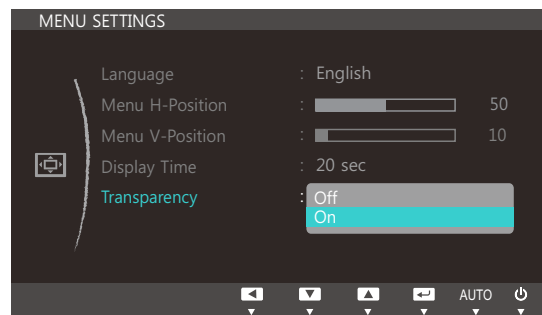 MENU SETTINGS
Language : English
Menu H-Position : 50
Menu V-Position : 10
Display Time : 20 sec
Transparency : Off
On
AUTO